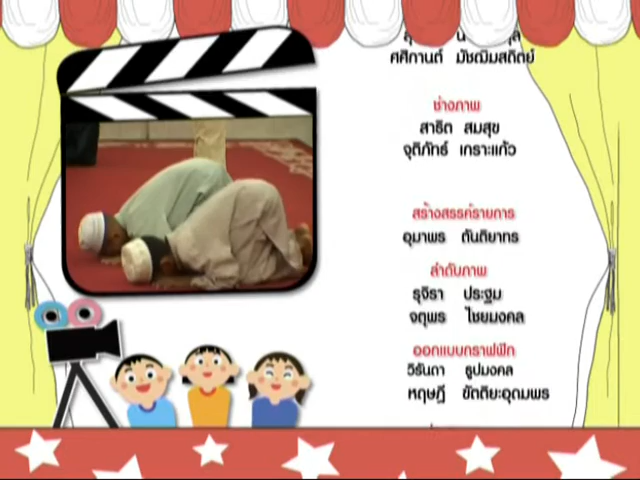 ศศิกานต์ มัชฌิมสถิตย์
ช่างภาพ
สาธิต สมสุข
จุติภัทธ์ เกราะแก้ว
สร้างสรรค์รายการ
อุมาพร ตันติยาทร
ลำดับภาพ
รุจิรา ประฐม
จตุพร ไชยมงคล
ออกแบบกราฟฟิก
วิรันดา ธูปมงคล
หฤษฎี ขัตติยะอุดมพร